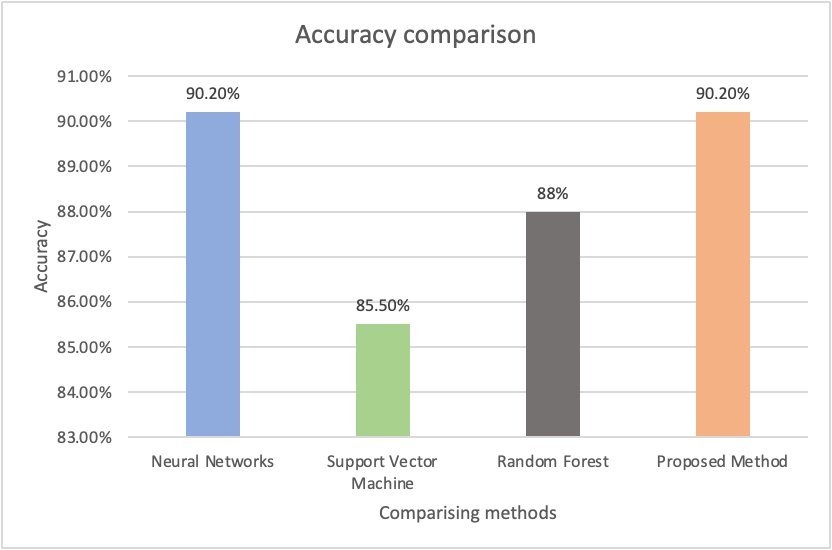 Accuracy comparison
91.00%
90.00%
89.00%
88.00%
87.00%
86.00%
85.00%
84.00%
83.00%
Accuracy
90.20%
85.50%
88%
90.20%
Neural Networks
Support Vector
Machine
Random Forest
Proposed Method
Comparising methods